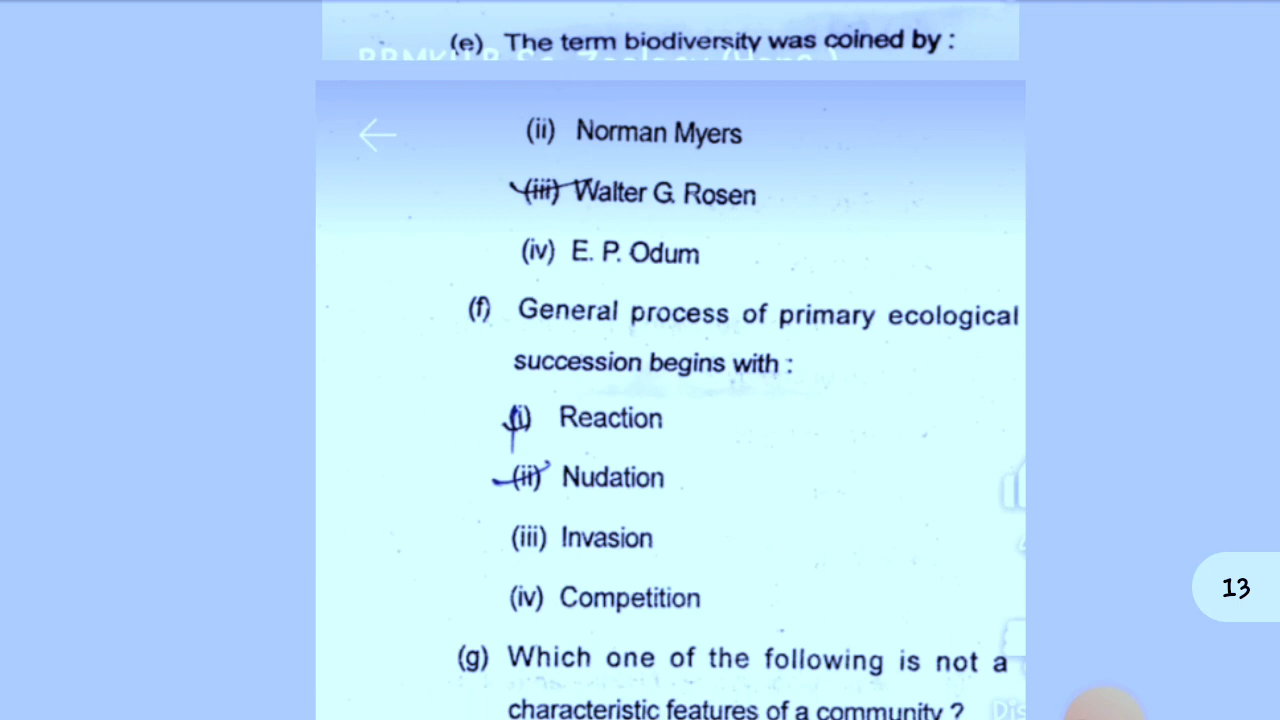 (e) The term biodiversity was coined by :
(ii) Norman Myers
(iii) Walter G. Rosen
(iv) E. P. Odum
(f) General process of primary ecological
succession begins with :
(i) Reaction
(ii) Nudation
(iii) Invasion
(iv) Competition
13
(g) Which one of the following is not a
characteristic features of a community ?
Dis